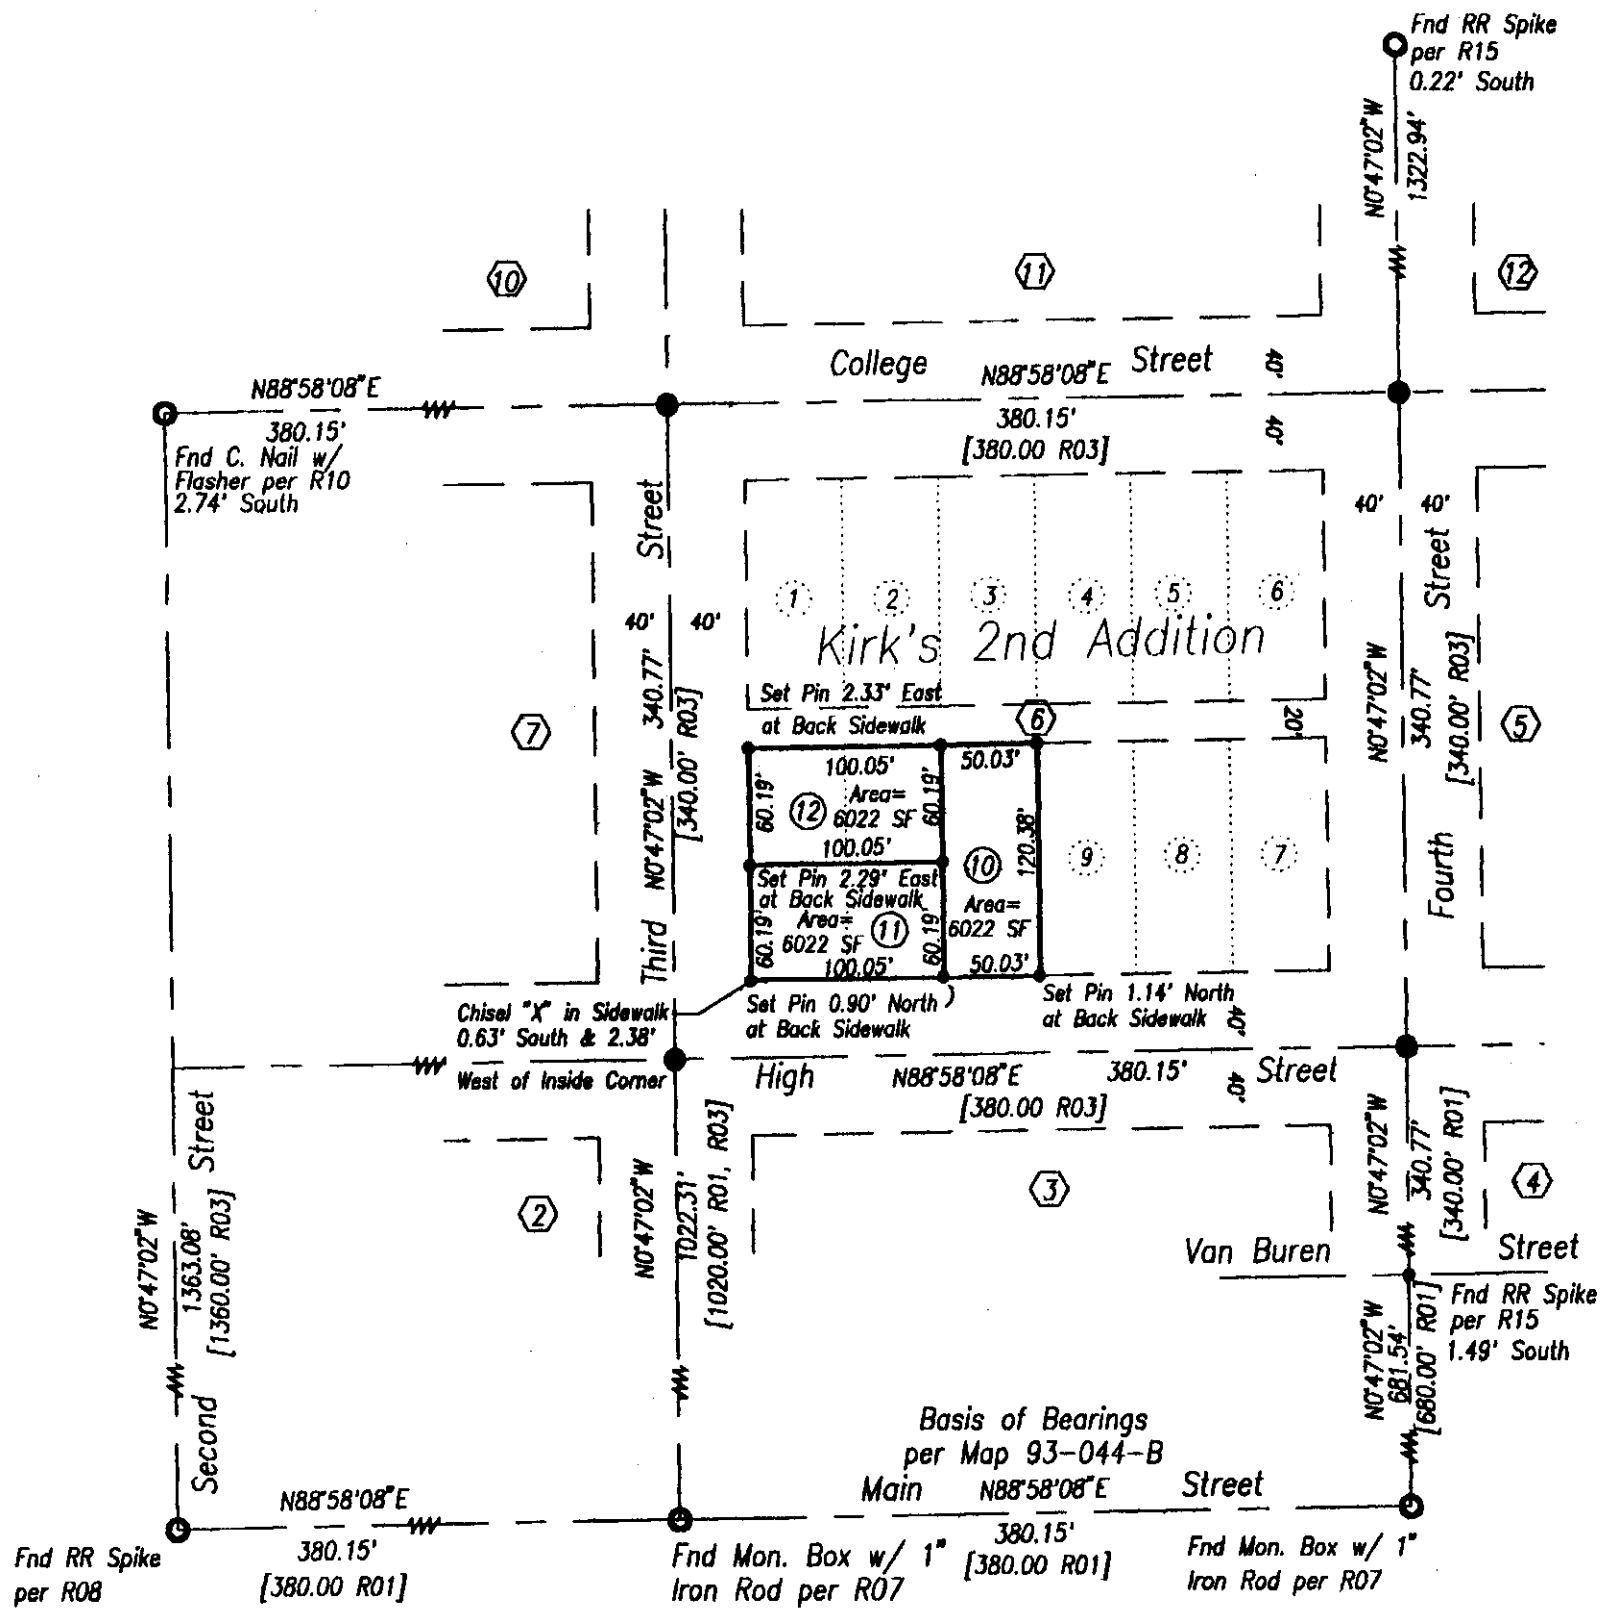 Fnd RR Spike
per R15
0.22' South
N0°47'02"W
1322.94'
10
11
12
College Street
40'
N88°58'08"E
N88°58'08"E
380.15'
[380.00 R03]
40'
380.15'
Fnd C. Nail w/
Flasher per R10
2.74' South
Street
40' 40'
Street
1
2
3
4
5
6
40' 40'
Kirk's 2nd Addition
Set Pin 2.33' East
at Back Sidewalk
6
20'
7
5
N0°47'02"W 340.77'
[340.00' R03]
Third
N0°47'02"W
340.77'
[340.00' R03]
Fourth
100.05'
50.03'
60.19'
12
Area=
6022 SF
60.19'
100.05'
120.38'
10
Area=
6022 SF
50.03'
9
8
7
Set Pin 2.29' East
at Back Sidewalk
Area=
6022 SF
11
60.19'
60.19'
100.05'
Chisel "X" in Sidewalk
0.63' South & 2.38'
West of Inside Corner
Set Pin 0.90' North
at Back Sidewalk
Set Pin 1.14' North
at Back Sidewalk
40'
High N88°58'08"E 380.15' Street
[380.00 R03]
40'
Street
N0°47'02"W
1363.08'
[1360.00' R03]
Second
2
N0°47'02"W
1022.31'
[1020.00' R01, R03]
3
N0°47'02"W
340.77'
[340.00' R01]
4
Van Buren Street
Fnd RR Spike
per R15
1.49' South
N0°47'02"W
681.54'
[680.00' R01]
Basis of Bearings
per Map 93-044-B
Main N88°58'08"E Street
380.15'
[380.00 R01]
N88°58'08"E
380.15'
[380.00 R01]
Fnd RR Spike
per R08
Fnd Mon. Box w/ 1"
Iron Rod per R07
Fnd Mon. Box w/ 1"
Iron Rod per R07